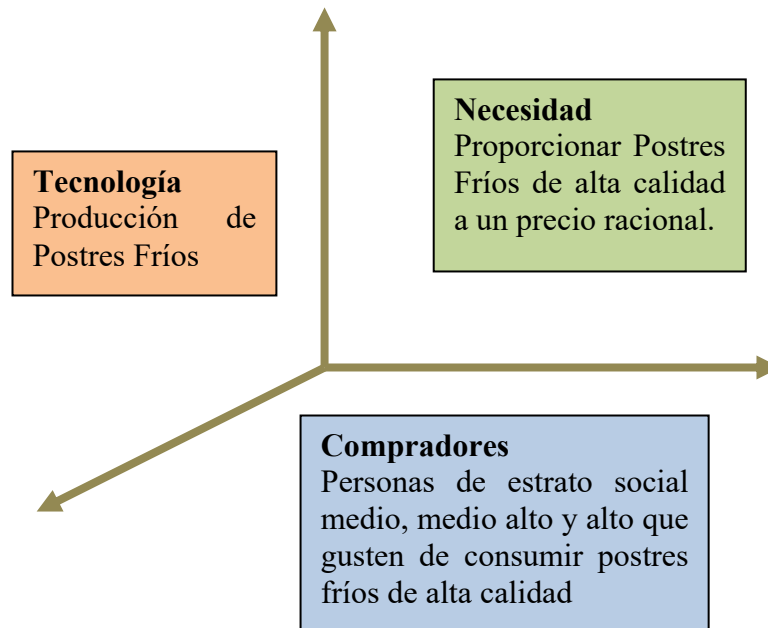 Necesidad
Proporcionar Postres
Fríos de alta calidad
a un precio racional.
Tecnología
Producción de
Postres Fríos
Compradores
Personas de estrato social
medio, medio alto y alto que
gusten de consumir postres
fríos de alta calidad